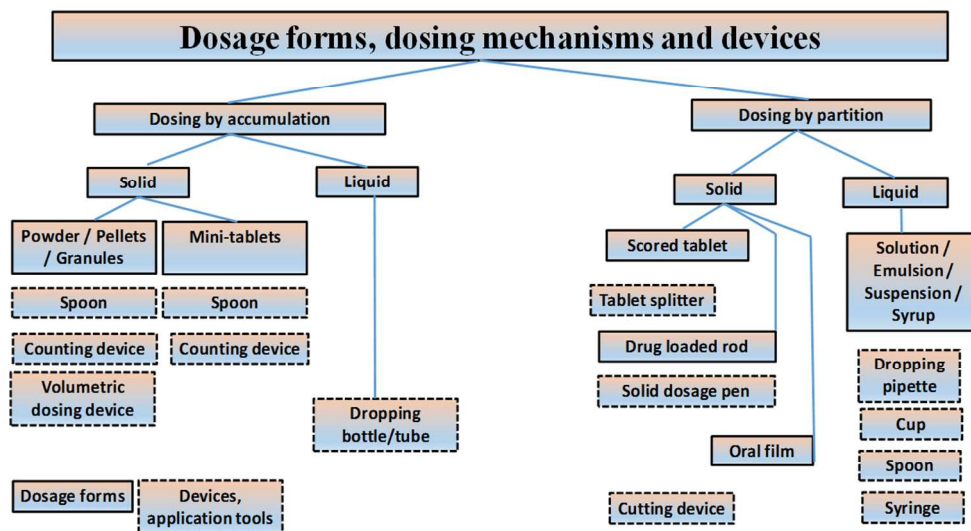 Dosage forms, dosing mechanisms and devices
Dosing by accumulation
Dosing by partition
Solid
Liquid
Solid
Liquid
Powder / Pellets
/ Granules
Mini-tablets
Scored tablet
Solution /
Emulsion /
Suspension /
Syrup
Spoon
Spoon
Tablet splitter
Counting device
Counting device
Drug loaded rod
Dropping
pipette
Volumetric
dosing device
Solid dosage pen
Dropping
bottle/tube
Cup
Oral film
Spoon
Dosage forms
Devices,
application tools
Cutting device
Syringe